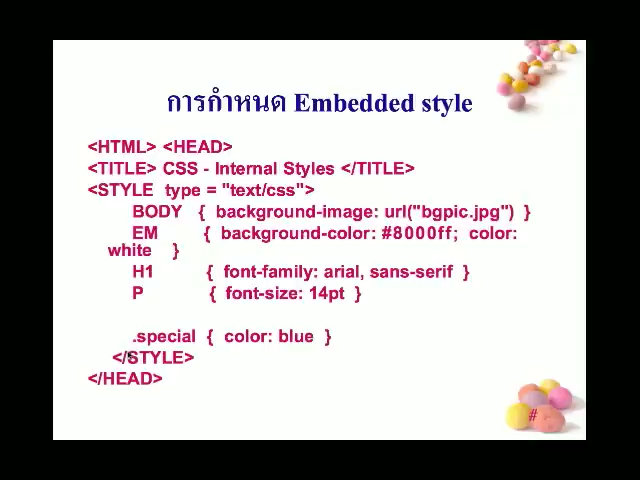 การกำหนด Embedded style
<HTML> <HEAD>
<TITLE> CSS - Internal Styles </TITLE>
<STYLE type = "text/css">
BODY { background-image: url("bgpic.jpg") }
EM { background-color: #8000ff; color:
white }
H1 { font-family: arial, sans-serif }
P { font-size: 14pt }
.special { color: blue }
</STYLE>
</HEAD>
#